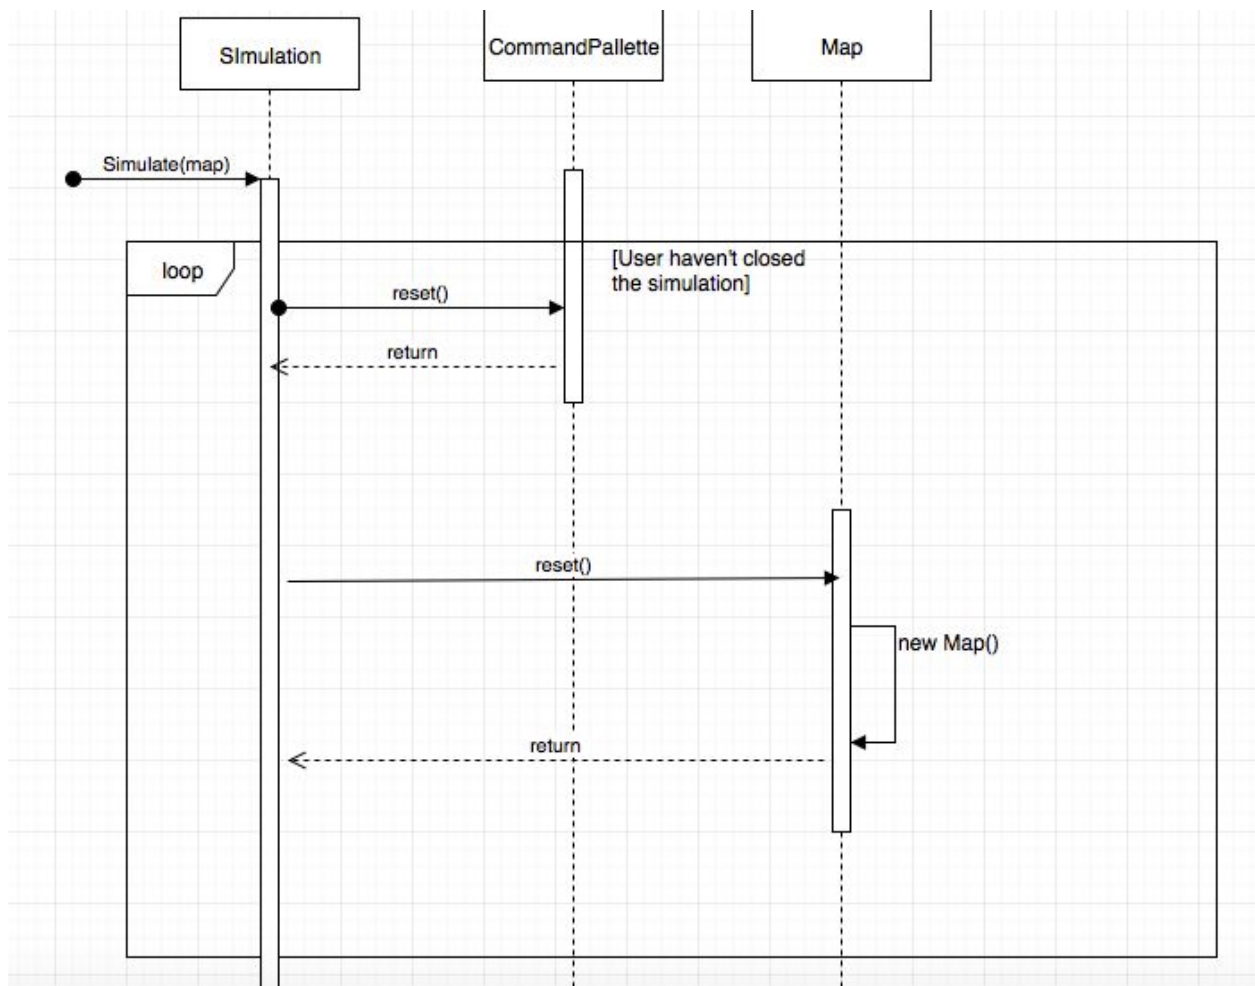 SImulation
CommandPallette
Map
Simulate(map)
loop
[User haven't closed
the simulation]
reset()
return
reset()
new Map()
return